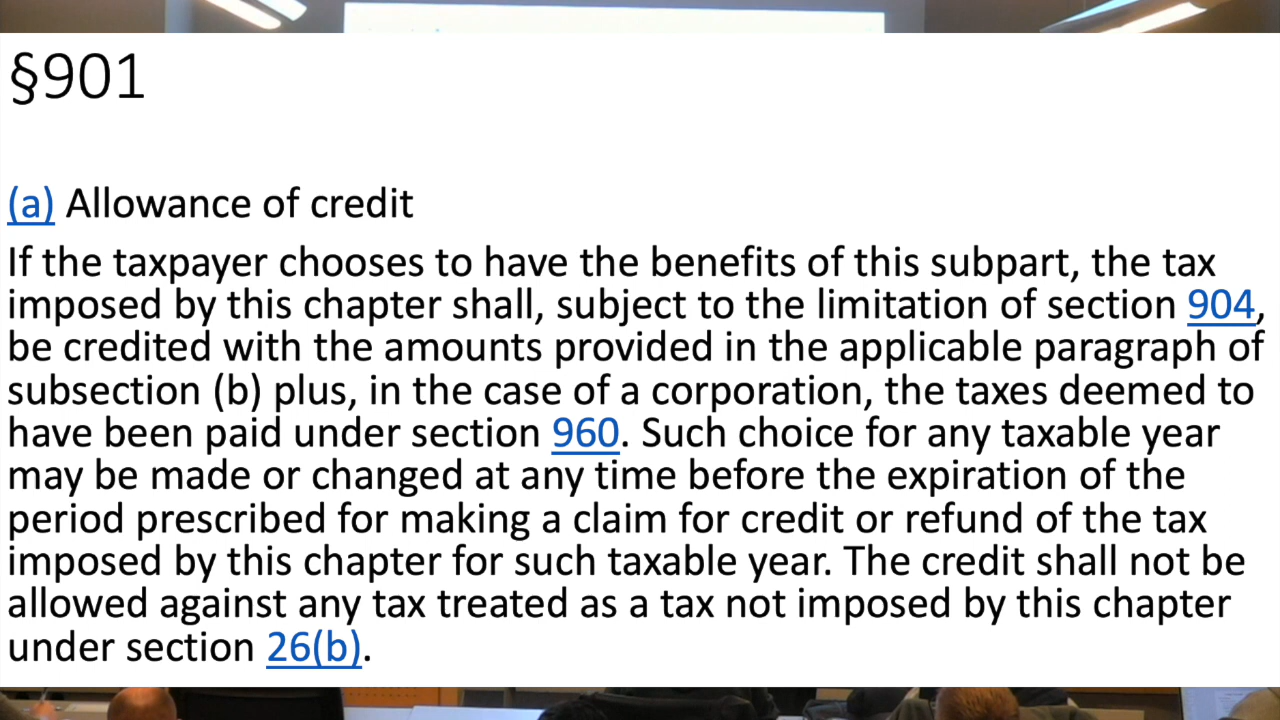 §901
(a) Allowance of credit
If the taxpayer chooses to have the benefits of this subpart, the tax
imposed by this chapter shall, subject to the limitation of section 904,
be credited with the amounts provided in the applicable paragraph of
subsection (b) plus, in the case of a corporation, the taxes deemed to
have been paid under section 960. Such choice for any taxable year
may be made or changed at any time before the expiration of the
period prescribed for making a claim for credit or refund of the tax
imposed by this chapter for such taxable year. The credit shall not be
allowed against any tax treated as a tax not imposed by this chapter
under section 26(b).